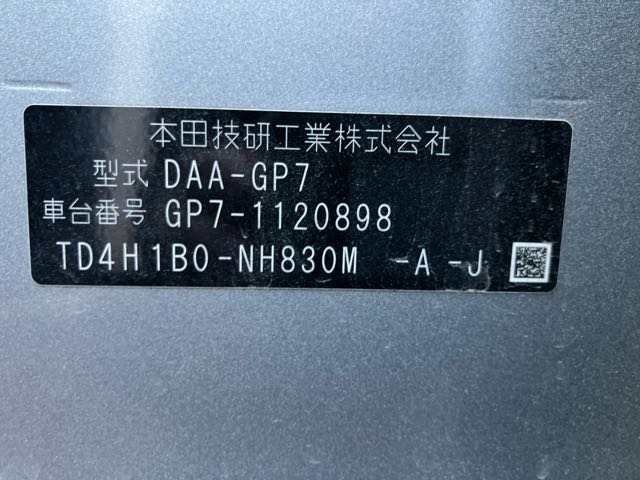 本田技研工業株式会社
型式 DAA-GP7
車台番号 GP7-1120898
TD4H1B0-NH830M -A -J